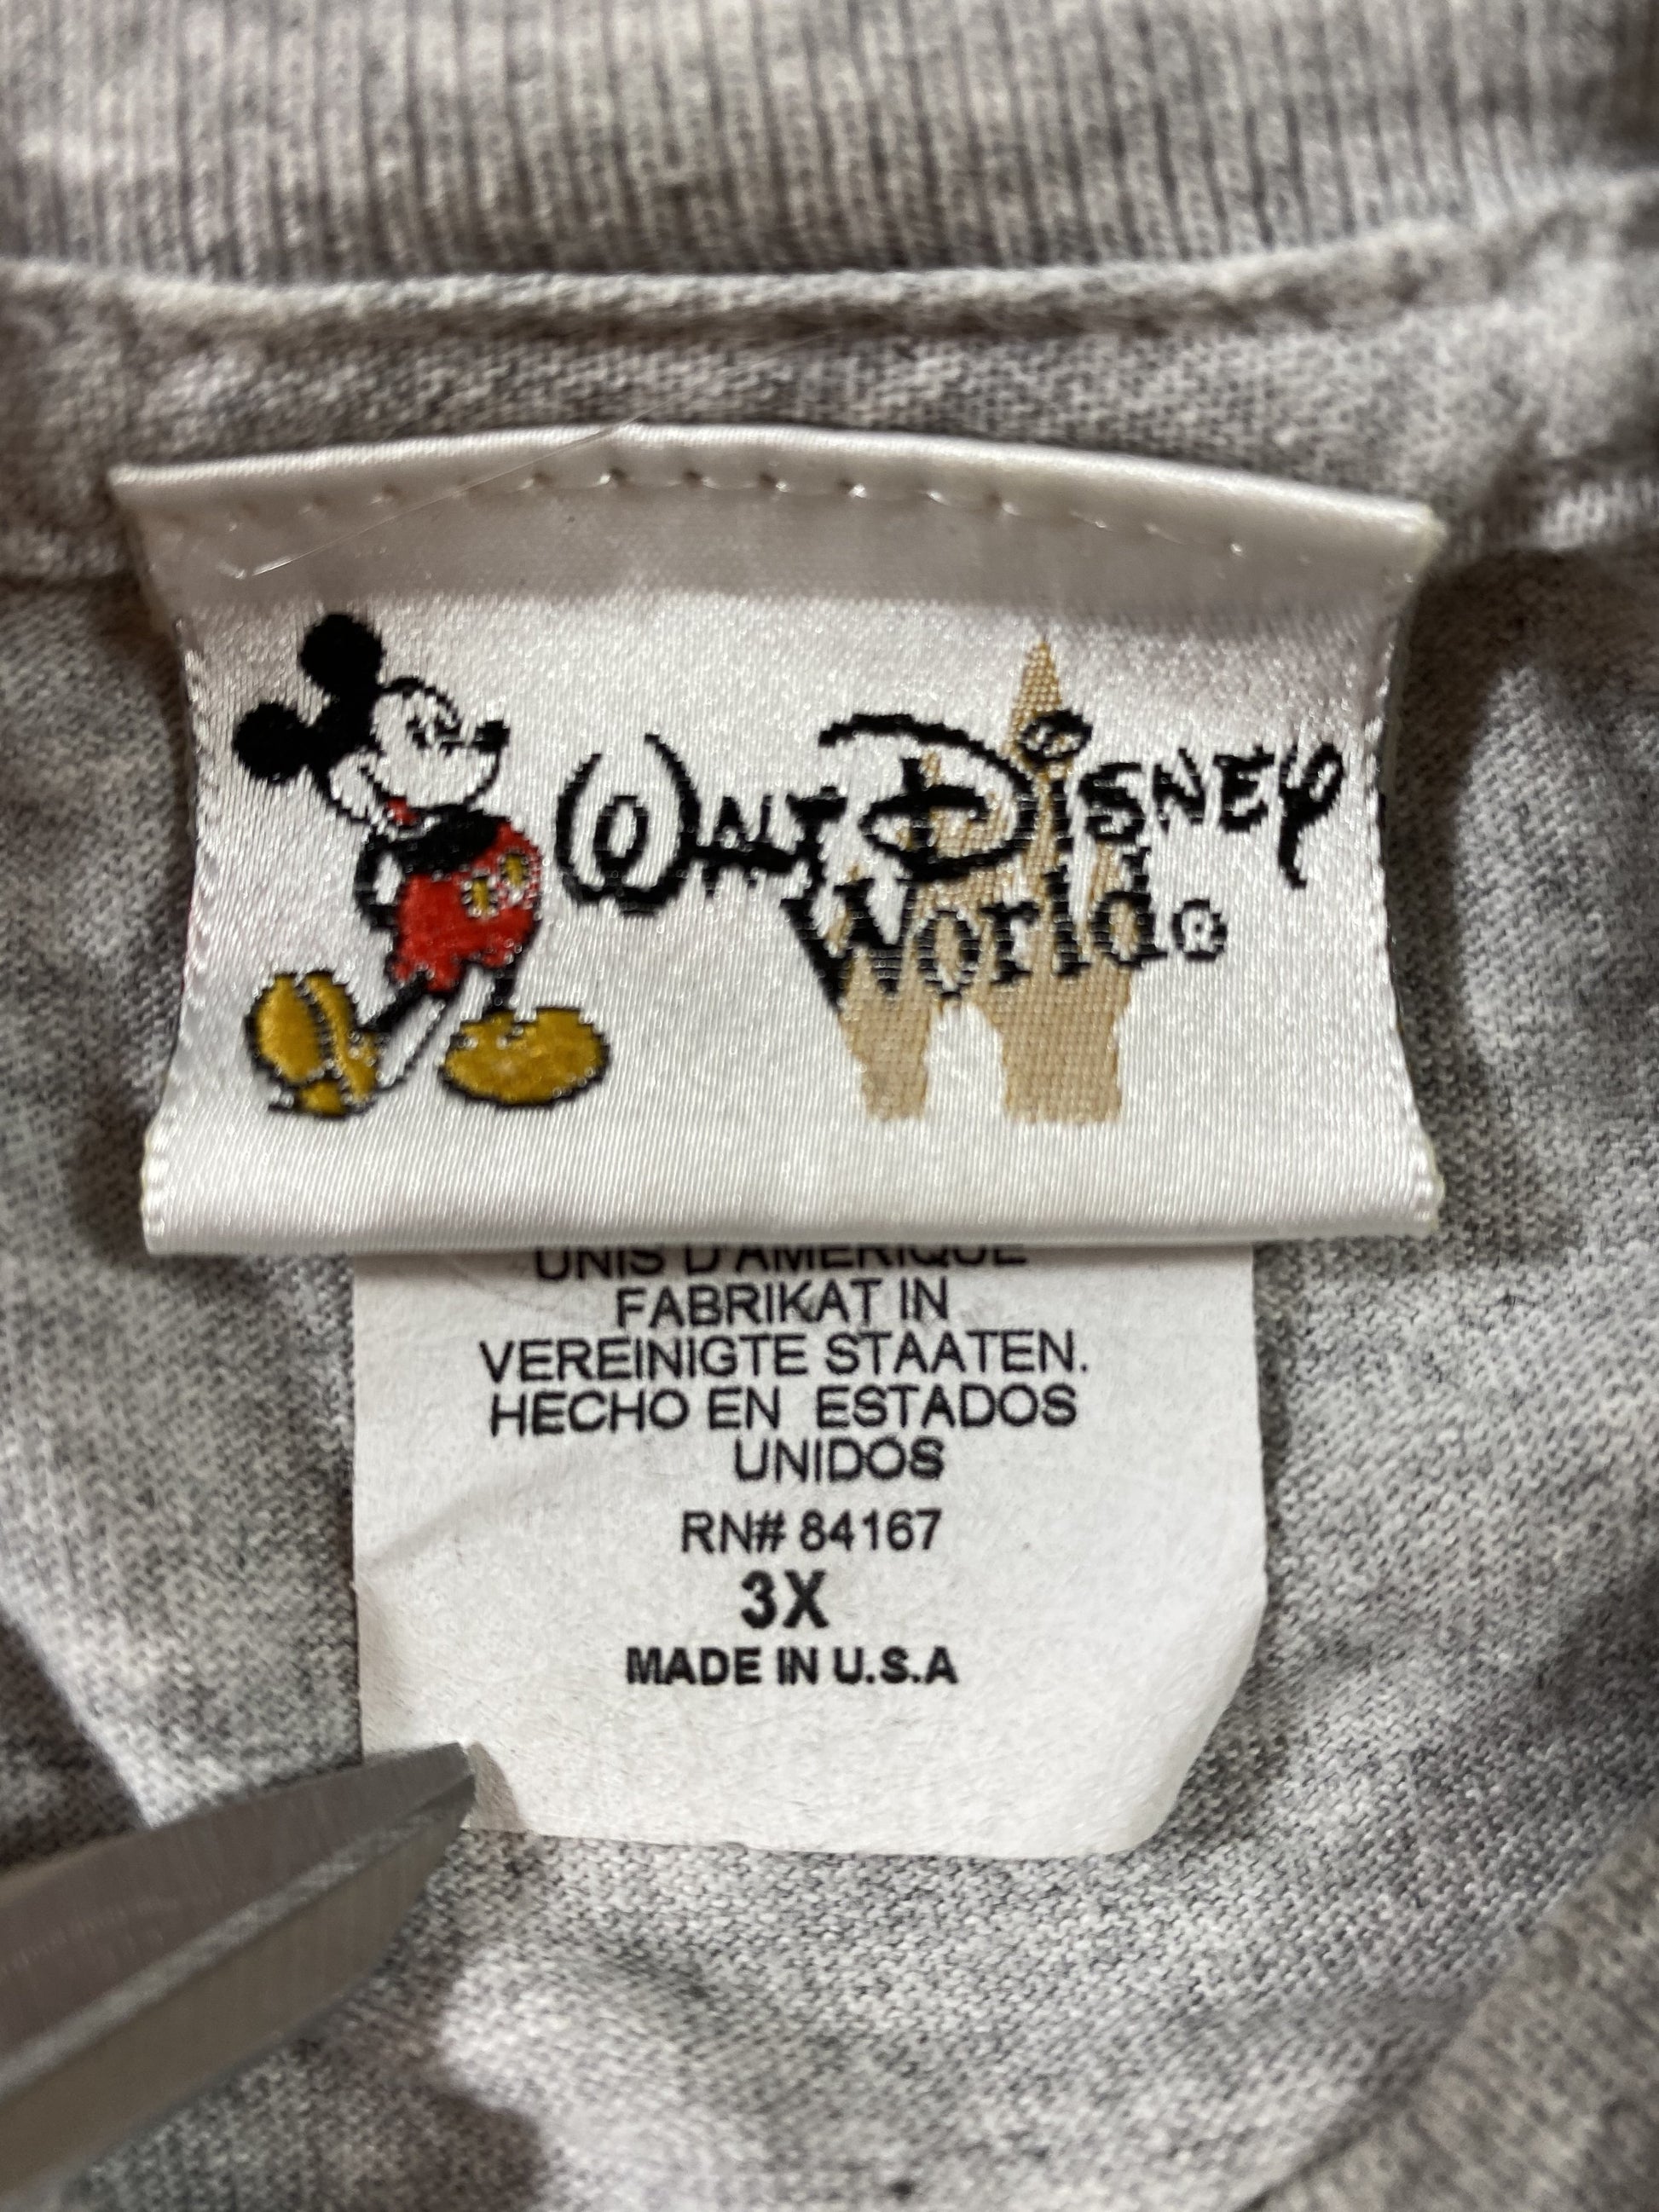 WALT DISNEY
World®
UNIS D'AMERIQUE
FABRIKAT IN
VEREINIGTE STAATEN.
HECHO EN ESTADOS
UNIDOS
RN# 84167
3X
MADE IN U.S.A